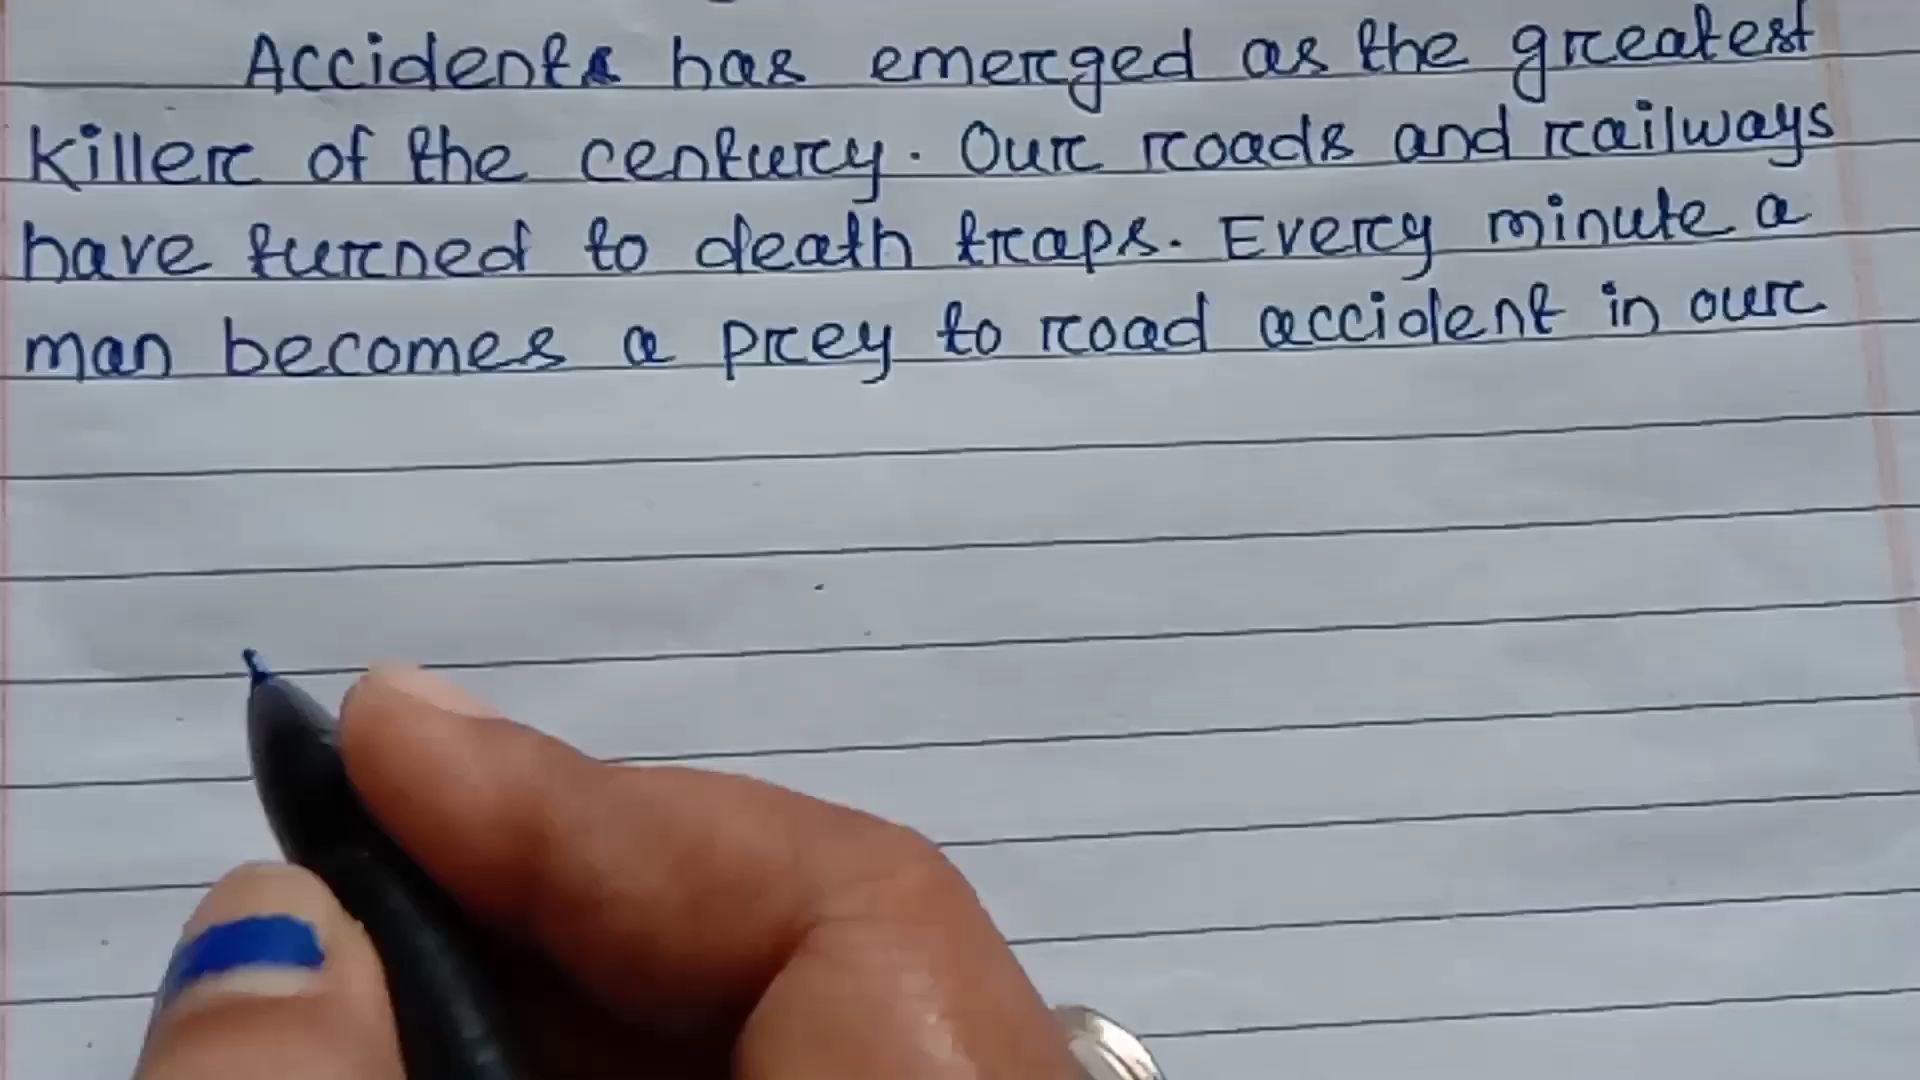 Accidents has emerged as the greatest
killer of the century. Our roads and railways
have turned to death traps. Every minute a
man becomes a prey to road accident in our